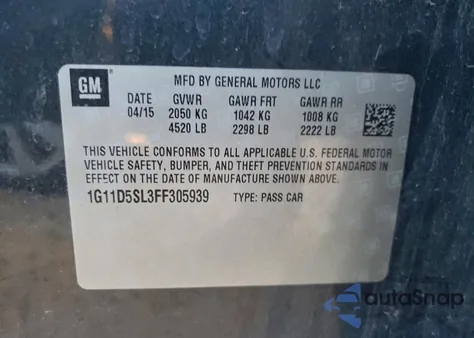 GM
MFD BY GENERAL MOTORS LLC
DATE GVWR GAWR FRT GAWR RR
04/15 2050 KG 1042 KG 1008 KG
4520 LB 2298 LB 2222 LB
THIS VEHICLE CONFORMS TO ALL APPLICABLE U.S. FEDERAL MOTOR
VEHICLE SAFETY, BUMPER, AND THEFT PREVENTION STANDARDS IN
EFFECT ON THE DATE OF MANUFACTURE SHOWN ABOVE.
1G11D5SL3FF305939 TYPE: PASS CAR
autoSnap